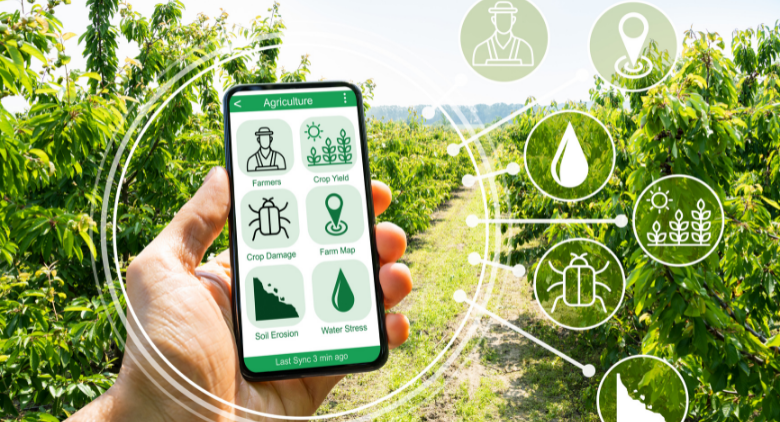 Agriculture
Farmers
Crop Yield
Crop Damage
Farm Map
Soil Erosion
Water Stress
Last Sync 3 min ago